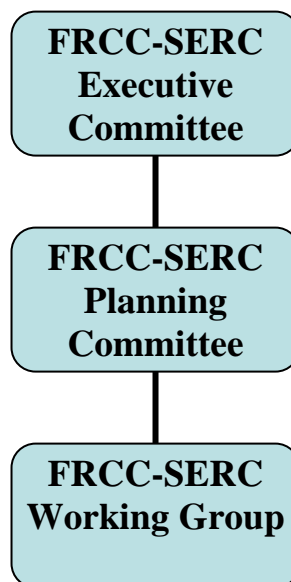 FRCC-SERC
Executive
Committee
FRCC-SERC
Planning
Committee
FRCC-SERC
Working Group